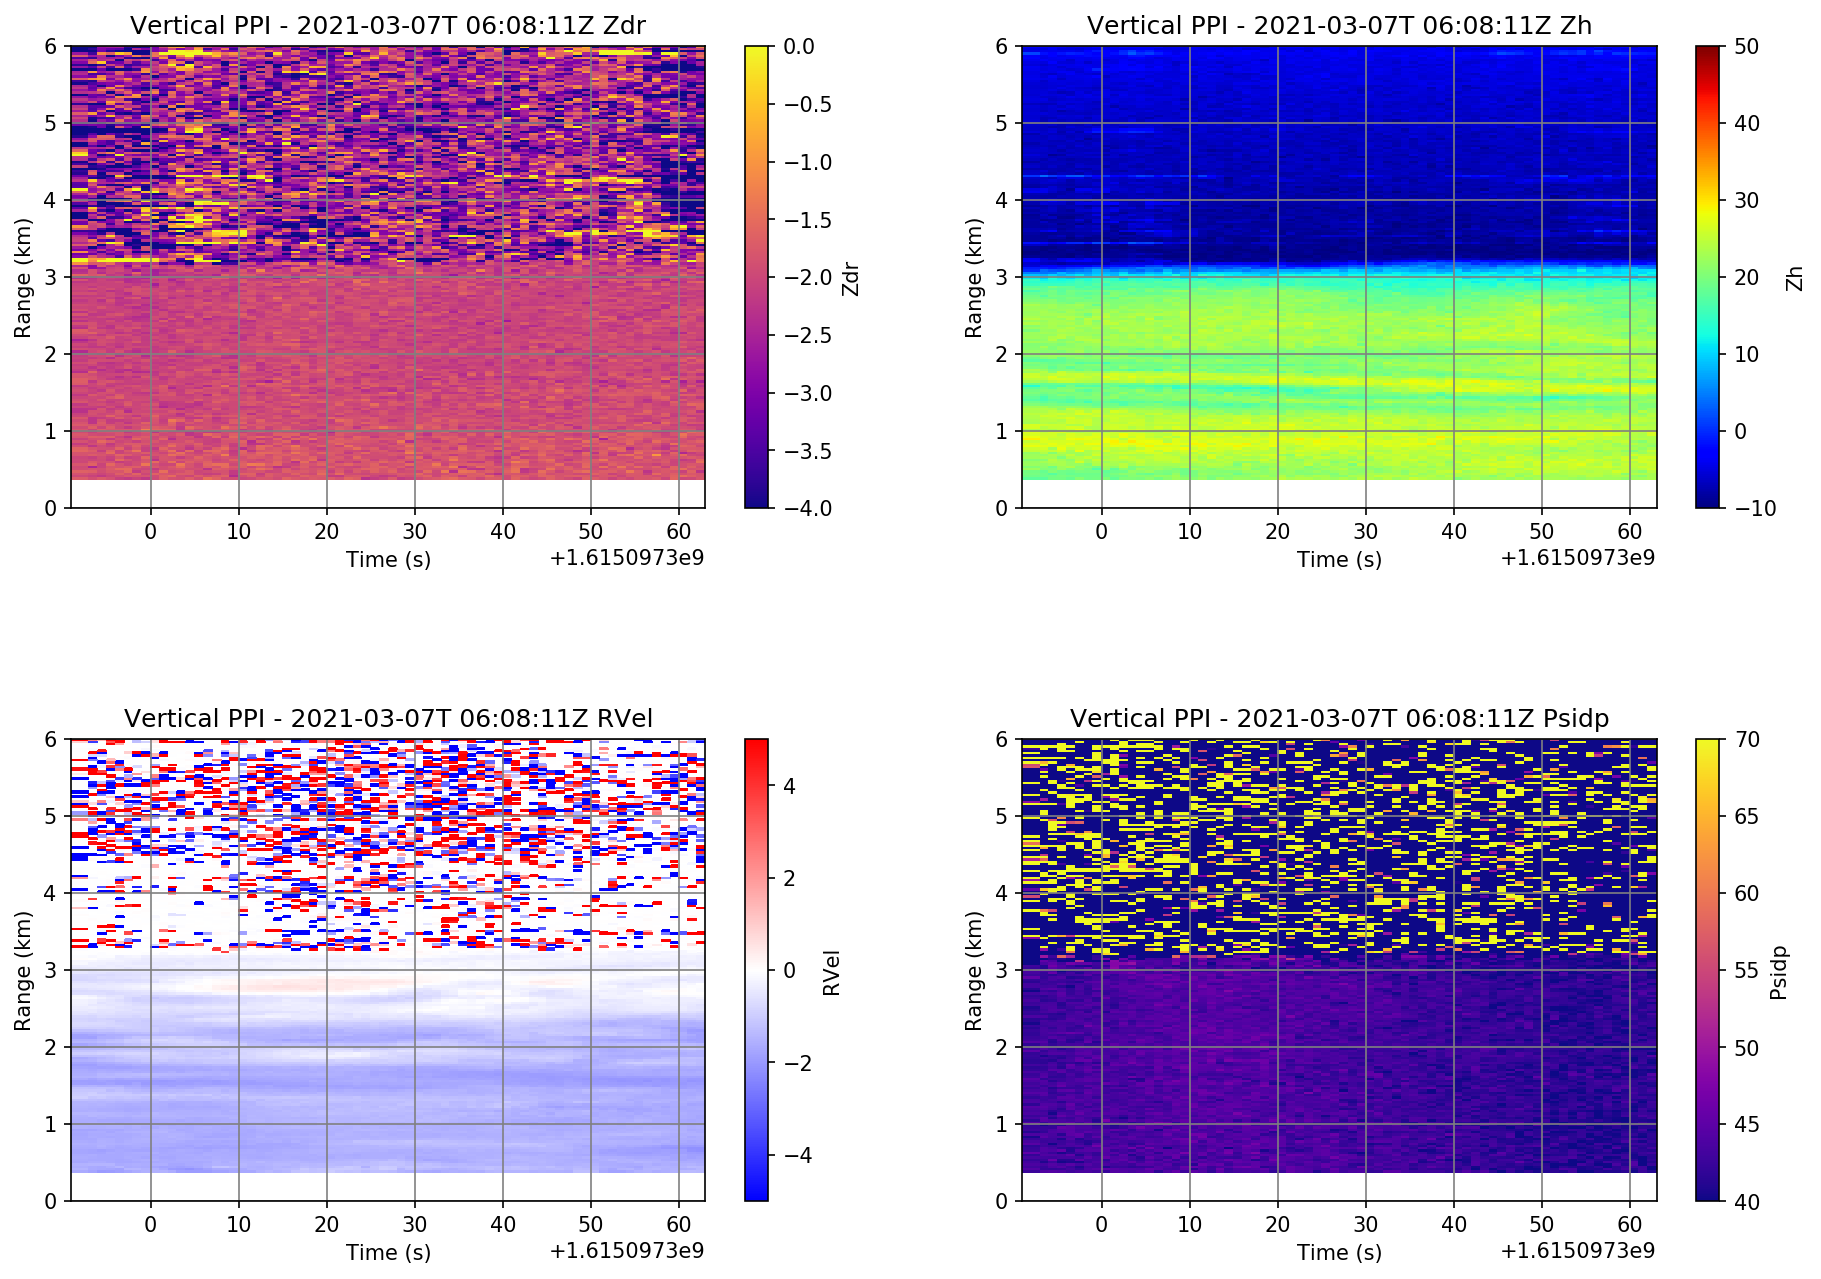 Vertical PPI - 2021-03-07T 06:08:11Z Zdr
6
5
4
3
2
1
0
Range (km)
0 10 20 30 40 50 60
Time (s)
+1.6150973e9
0.0
−0.5
−1.0
−1.5
−2.0
−2.5
−3.0
−3.5
−4.0
Zdr
Vertical PPI - 2021-03-07T 06:08:11Z Zh
6
5
4
3
2
1
0
Range (km)
0 10 20 30 40 50 60
Time (s)
+1.6150973e9
50
40
30
20
10
0
−10
Zh
Vertical PPI - 2021-03-07T 06:08:11Z RVel
6
5
4
3
2
1
0
Range (km)
0 10 20 30 40 50 60
Time (s)
+1.6150973e9
4
2
0
−2
−4
RVel
Vertical PPI - 2021-03-07T 06:08:11Z Psidp
6
5
4
3
2
1
0
Range (km)
0 10 20 30 40 50 60
Time (s)
+1.6150973e9
70
65
60
55
50
45
40
Psidp